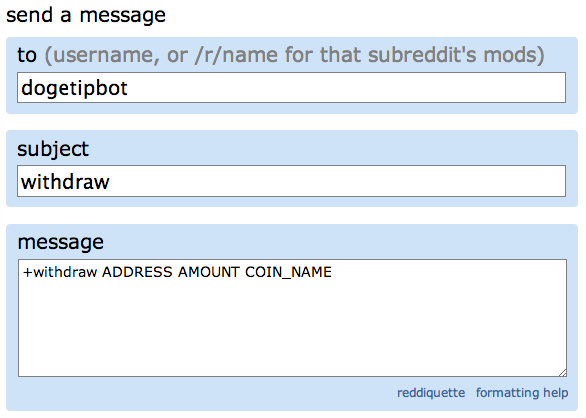 send a message
to (username, or /r/name for that subreddit's mods)
dogetipbot
subject
withdraw
message
+withdraw ADDRESS AMOUNT COIN_NAME
reddiquette formatting help